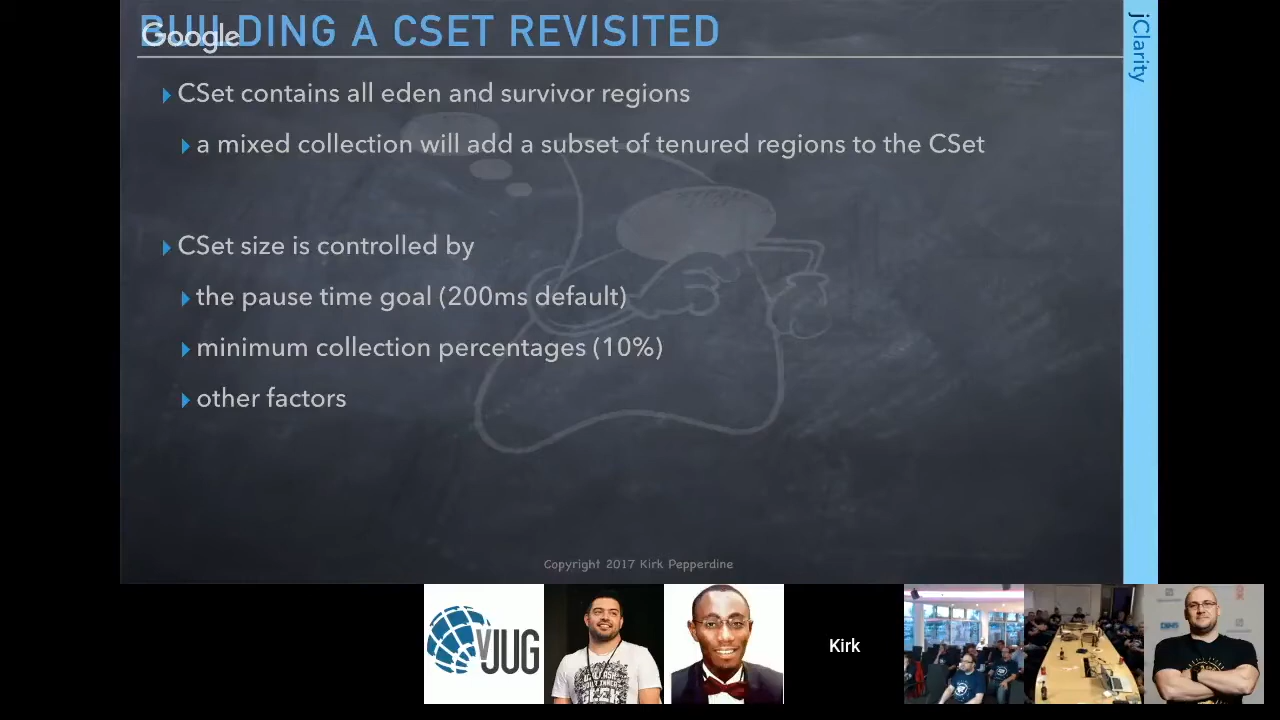 BUILDING A CSET REVISITED
Google
jClarity
CSet contains all eden and survivor regions
a mixed collection will add a subset of tenured regions to the CSet
CSet size is controlled by
the pause time goal (200ms default)
minimum collection percentages (10%)
other factors
Copyright 2017 Kirk Pepperdine
vJUG
GEEK
Kirk